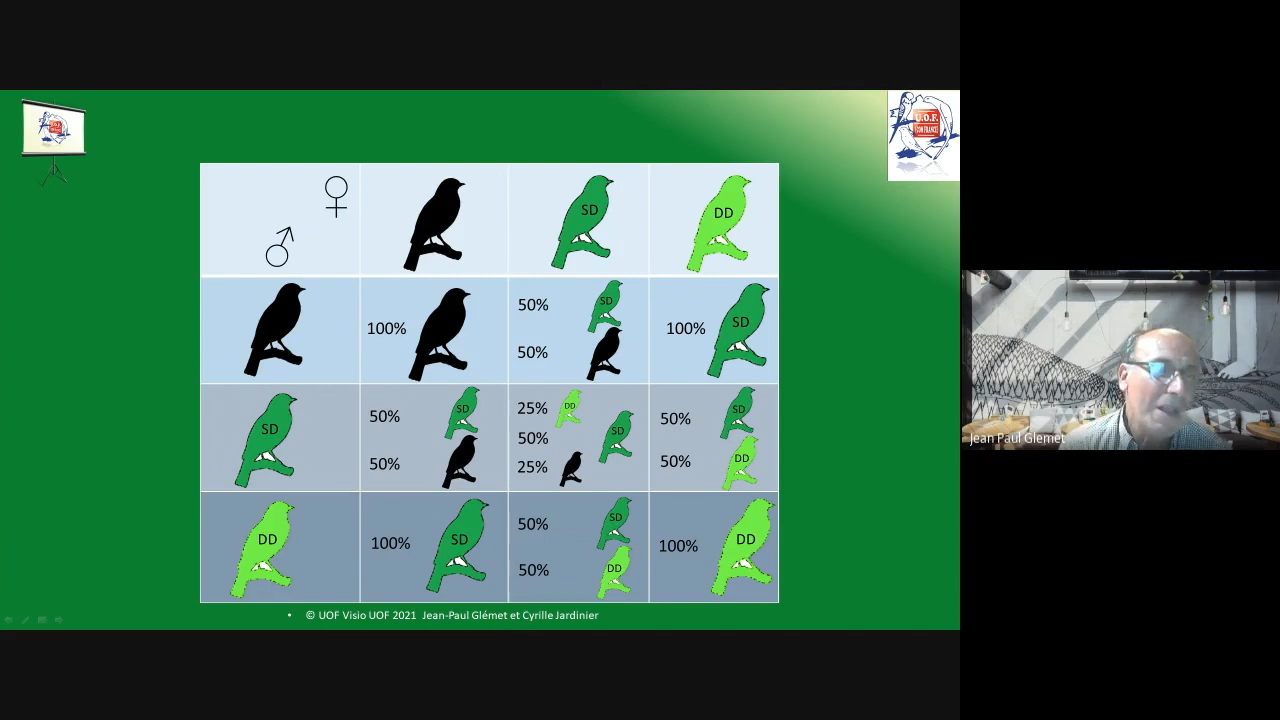 U.O.F.
COM FRANCE
SD
DD
100%
50%
SD
50%
100%
SD
SD
50%
SD
50%
25%
DD
50%
SD
25%
50%
SD
50%
DD
DD
100%
SD
50%
SD
50%
DD
100%
DD
• © UOF Visio UOF 2021 Jean-Paul Glémet et Cyrille Jardinier
Jean Paul Glemet